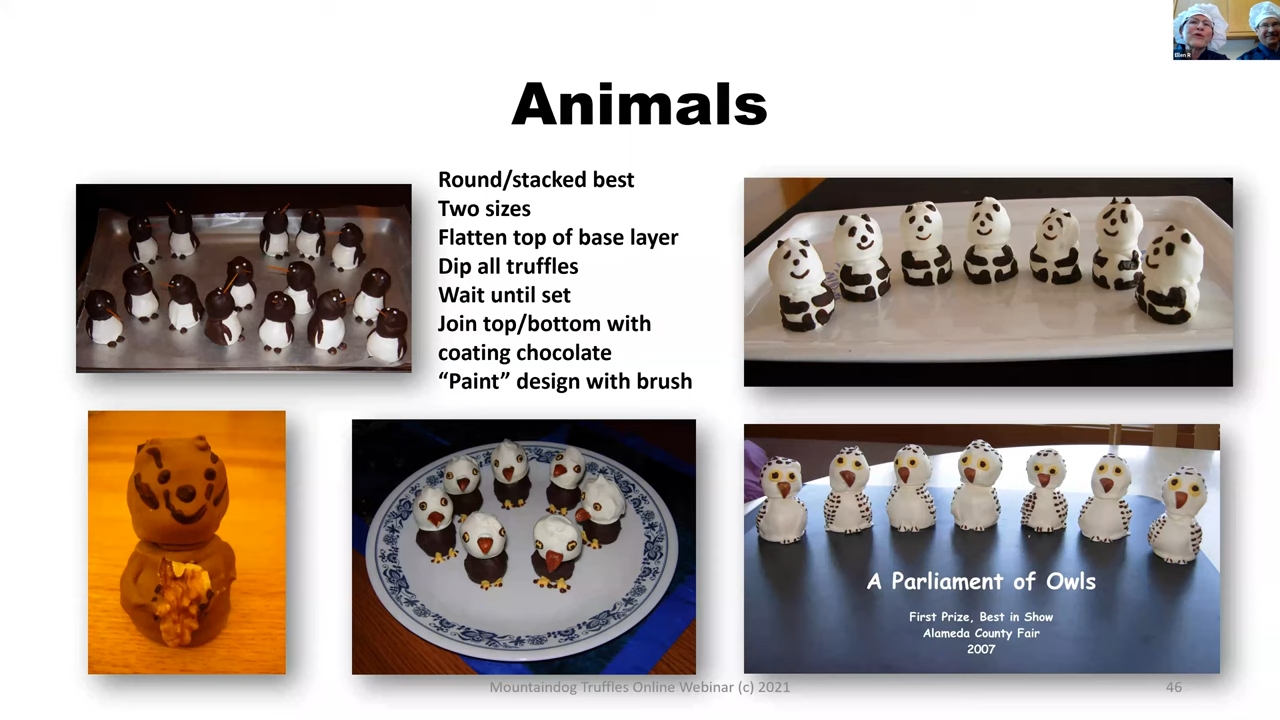 Ellen R
Animals
Round/stacked best
Two sizes
Flatten top of base layer
Dip all truffles
Wait until set
Join top/bottom with
coating chocolate
“Paint” design with brush
A Parliament of Owls
First Prize, Best in Show
Alameda County Fair
2007
Mountaindog Truffles Online Webinar (c) 2021
46